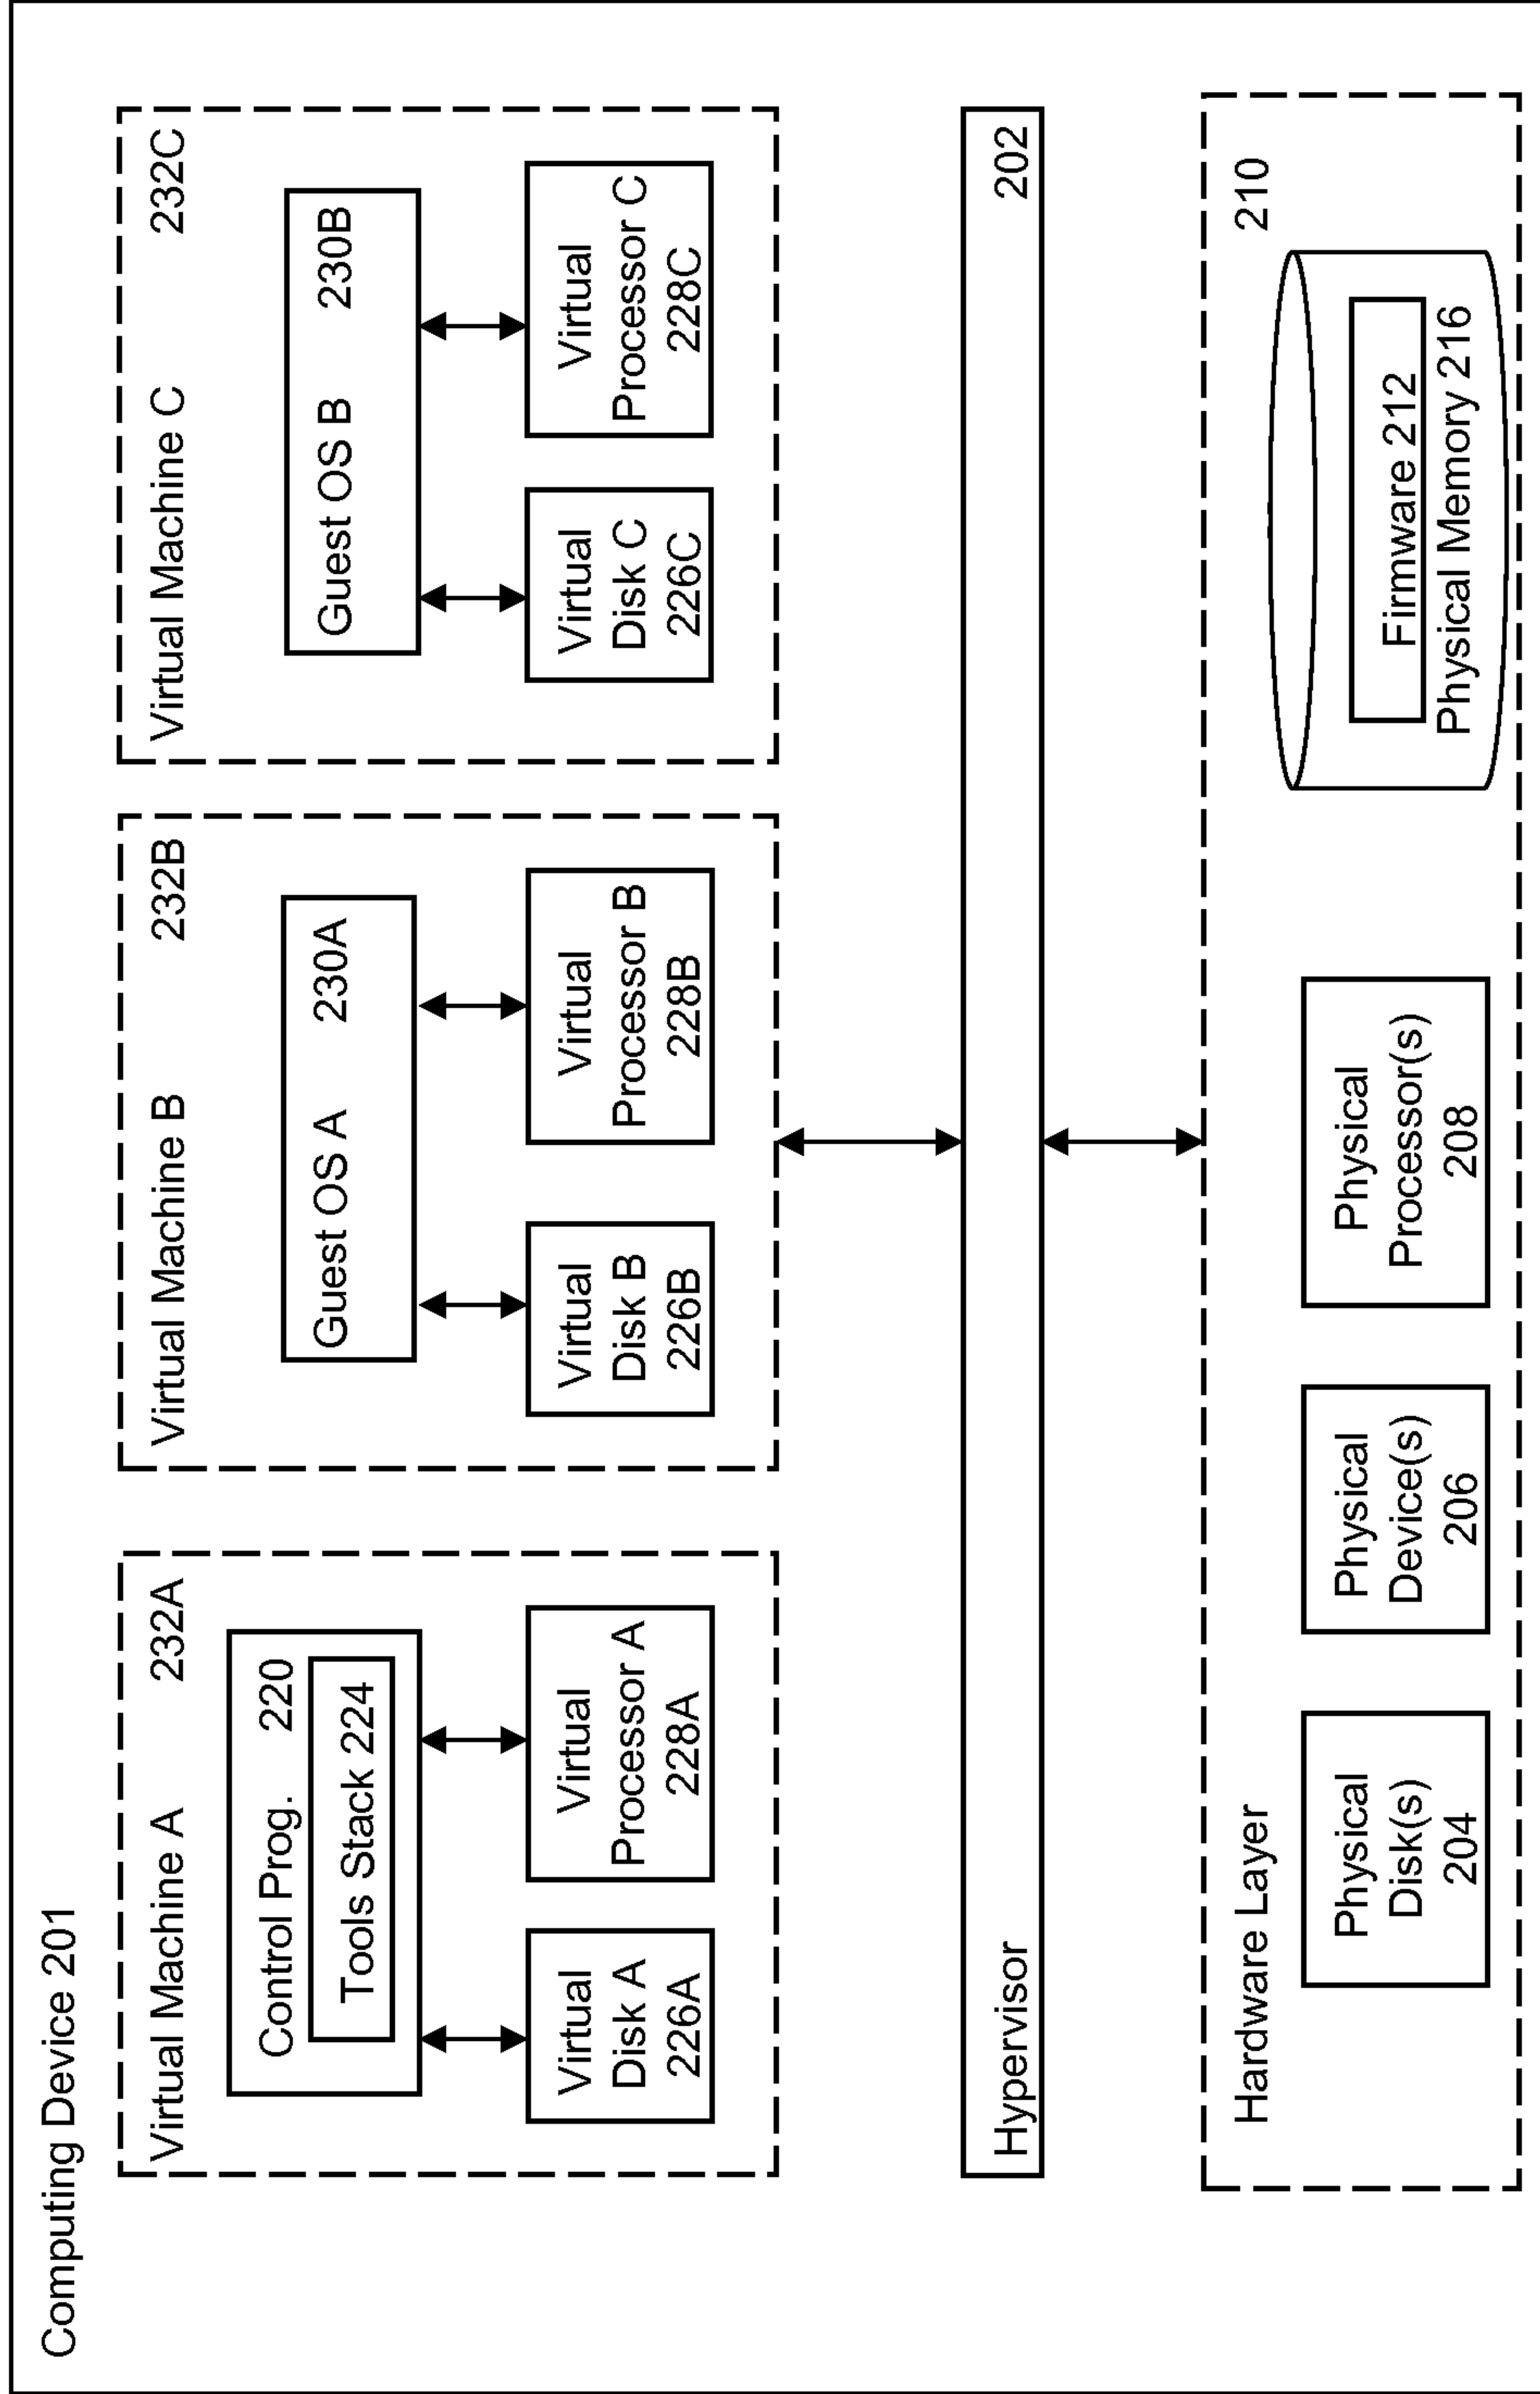 Computing Device 201
Virtual Machine A 232A
Control Prog. 220
Tools Stack 224
Virtual
Disk A
226A
Virtual
Processor A
228A
Virtual Machine B 232B
Guest OS A 230A
Virtual
Disk B
226B
Virtual
Processor B
228B
Virtual Machine C 232C
Guest OS B 230B
Virtual
Disk C
226C
Virtual
Processor C
228C
Hypervisor 202
Hardware Layer 210
Physical
Disk(s)
204
Physical
Device(s)
206
Physical
Processor(s)
208
Firmware 212
Physical Memory 216